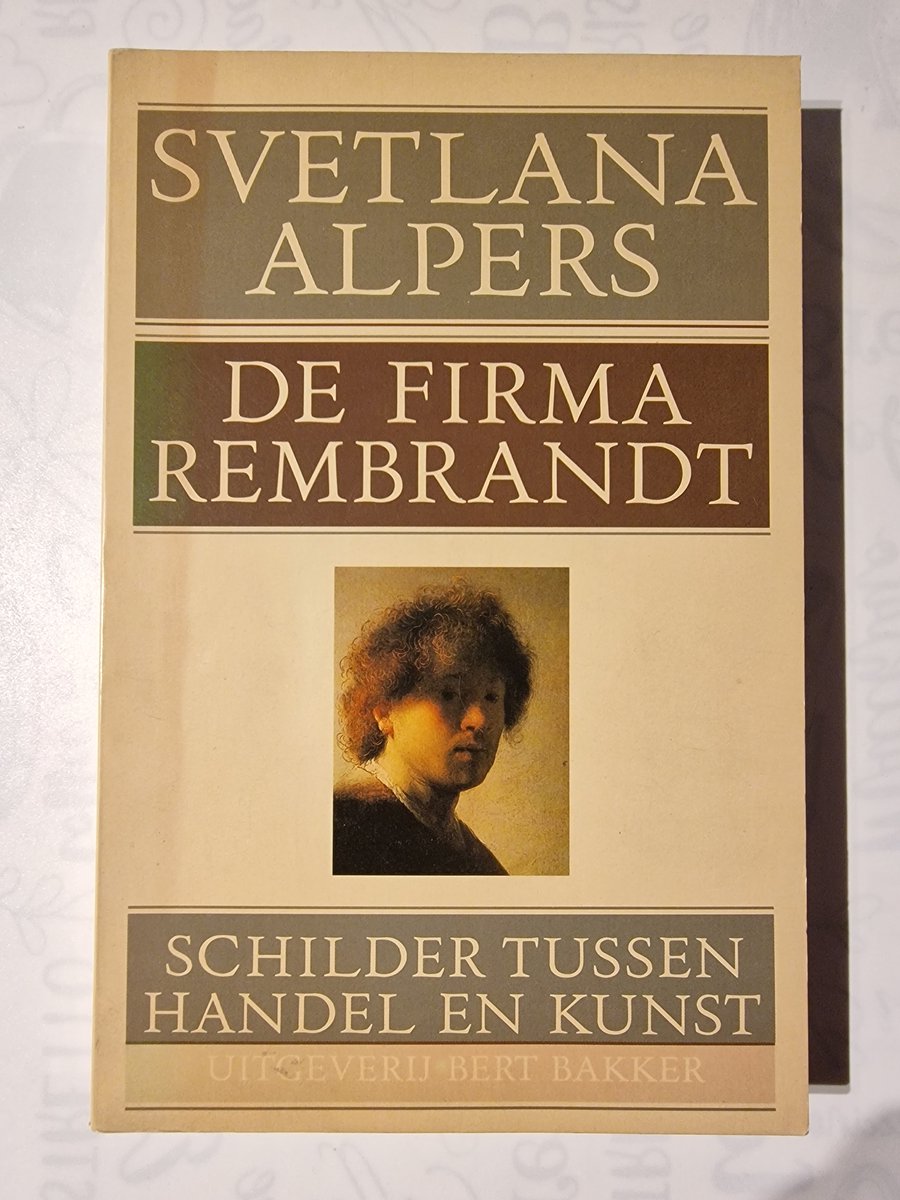 SVETLANA
ALPERS
DE FIRMA
REMBRANDT
SCHILDER TUSSEN
HANDEL EN KUNST
UITGEVERIJ BERT BAKKER